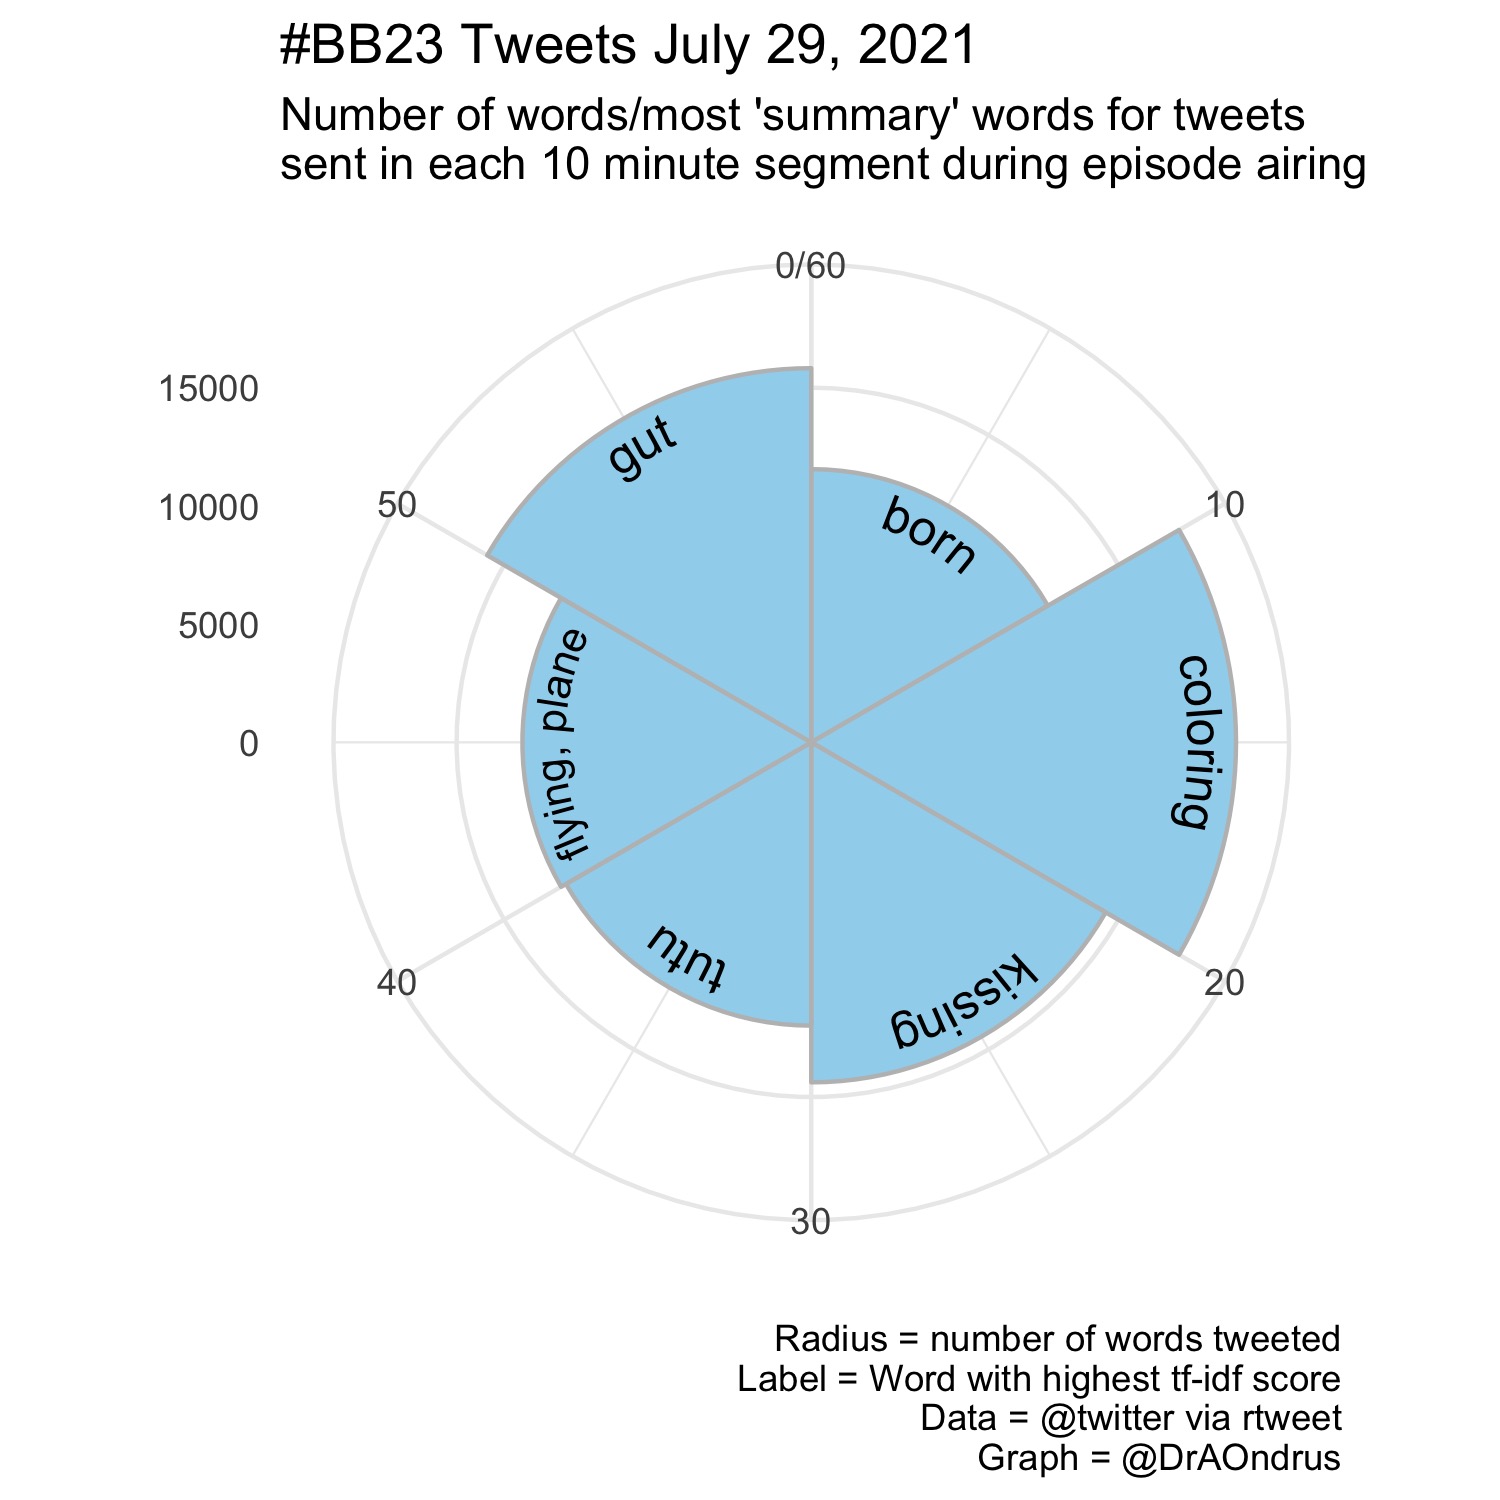 #BB23 Tweets July 29, 2021
Number of words/most 'summary' words for tweets
sent in each 10 minute segment during episode airing
0/60
15000
10000
5000
0
50
10
40
20
30
gut
born
coloring
kissing
tutu
flying, plane
Radius = number of words tweeted
Label = Word with highest tf-idf score
Data = @twitter via rtweet
Graph = @DrAOndrus